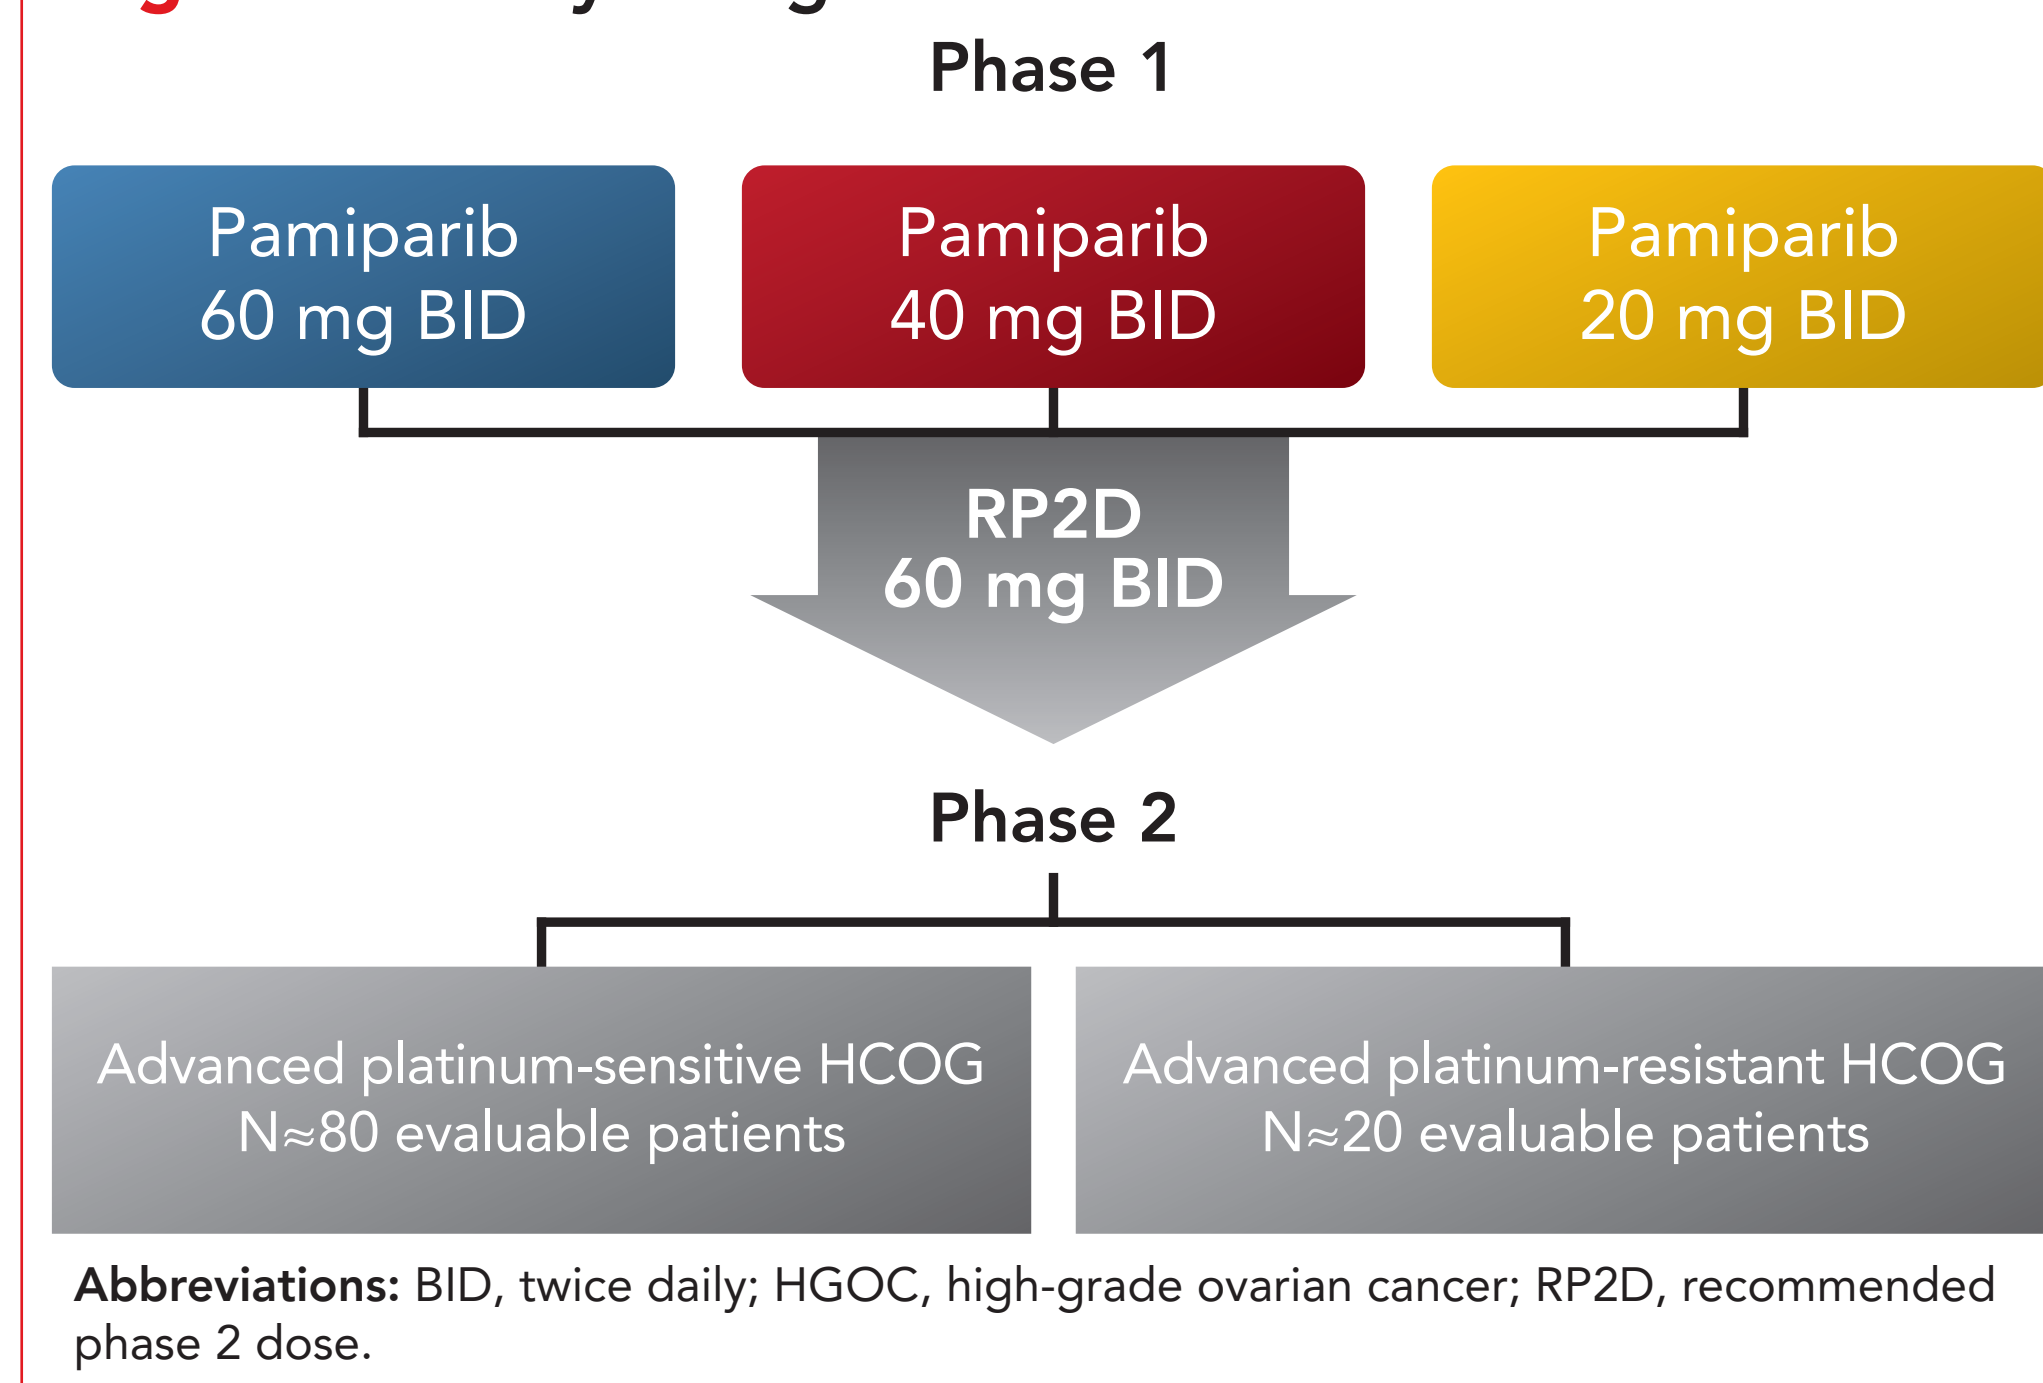 Phase 1
Pamiparib
60 mg BID
Pamiparib
40 mg BID
Pamiparib
20 mg BID
RP2D
60 mg BID
Phase 2
Advanced platinum-sensitive HCOG
N≈80 evaluable patients
Advanced platinum-resistant HCOG
N≈20 evaluable patients
Abbreviations: BID, twice daily; HGOC, high-grade ovarian cancer; RP2D, recommended
phase 2 dose.